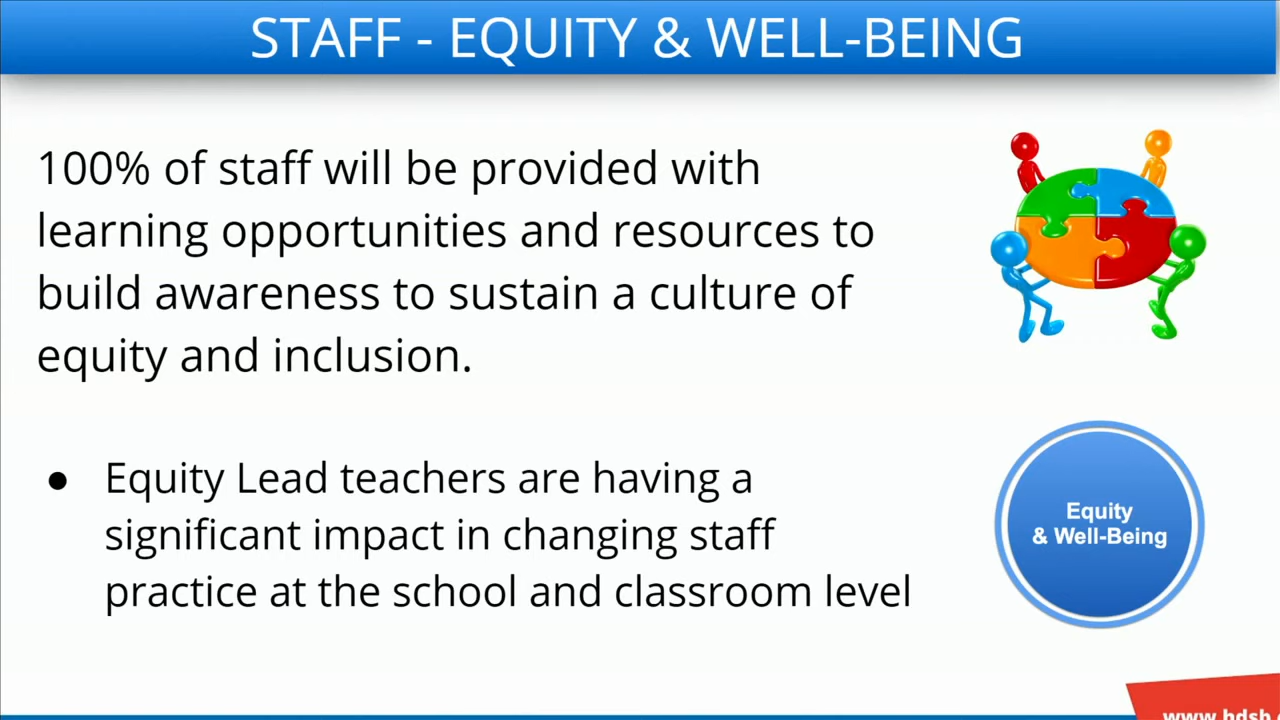 STAFF - EQUITY & WELL-BEING
100% of staff will be provided with
learning opportunities and resources to
build awareness to sustain a culture of
equity and inclusion.
● Equity Lead teachers are having a
significant impact in changing staff
practice at the school and classroom level
Equity
& Well-Being